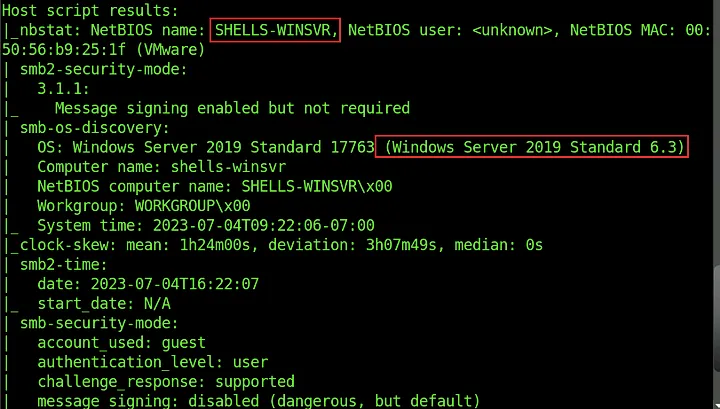 Host script results:
|_nbstat: NetBIOS name: SHELLS-WINSVR, NetBIOS user: <unknown>, NetBIOS MAC: 00:
50:56:b9:25:1f (VMware)
| smb2-security-mode:
|   3.1.1:
|_    Message signing enabled but not required
| smb-os-discovery:
|   OS: Windows Server 2019 Standard 17763 (Windows Server 2019 Standard 6.3)
|   Computer name: shells-winsvr
|   NetBIOS computer name: SHELLS-WINSVR\x00
|   Workgroup: WORKGROUP\x00
|_  System time: 2023-07-04T09:22:06-07:00
|_clock-skew: mean: 1h24m00s, deviation: 3h07m49s, median: 0s
| smb2-time:
|   date: 2023-07-04T16:22:07
|_  start_date: N/A
| smb-security-mode:
|   account_used: guest
|   authentication_level: user
|   challenge_response: supported
|   message_signing: disabled (dangerous, but default)